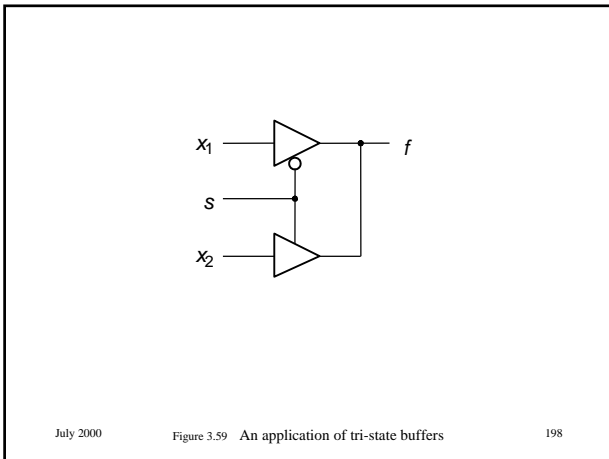 x1
f
s
x2
July 2000 Figure 3.59 An application of tri-state buffers 198